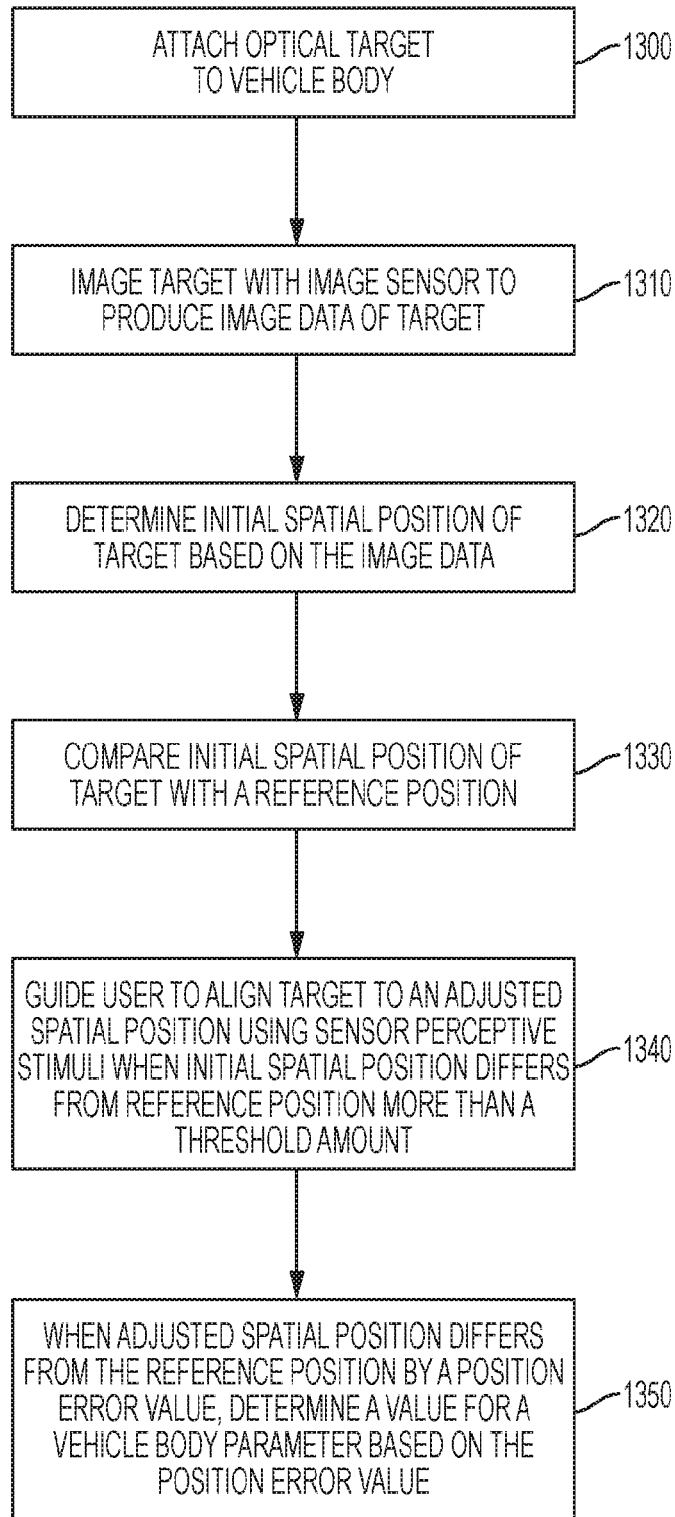 ATTACH OPTICAL TARGET
TO VEHICLE BODY
1300
IMAGE TARGET WITH IMAGE SENSOR TO
PRODUCE IMAGE DATA OF TARGET
1310
DETERMINE INITIAL SPATIAL POSITION OF
TARGET BASED ON THE IMAGE DATA
1320
COMPARE INITIAL SPATIAL POSITION OF
TARGET WITH A REFERENCE POSITION
1330
GUIDE USER TO ALIGN TARGET TO AN ADJUSTED
SPATIAL POSITION USING SENSOR PERCEPTIVE
STIMULI WHEN INITIAL SPATIAL POSITION DIFFERS
FROM REFERENCE POSITION MORE THAN A
THRESHOLD AMOUNT
1340
WHEN ADJUSTED SPATIAL POSITION DIFFERS
FROM THE REFERENCE POSITION BY A POSITION
ERROR VALUE, DETERMINE A VALUE FOR A
VEHICLE BODY PARAMETER BASED ON THE
POSITION ERROR VALUE
1350